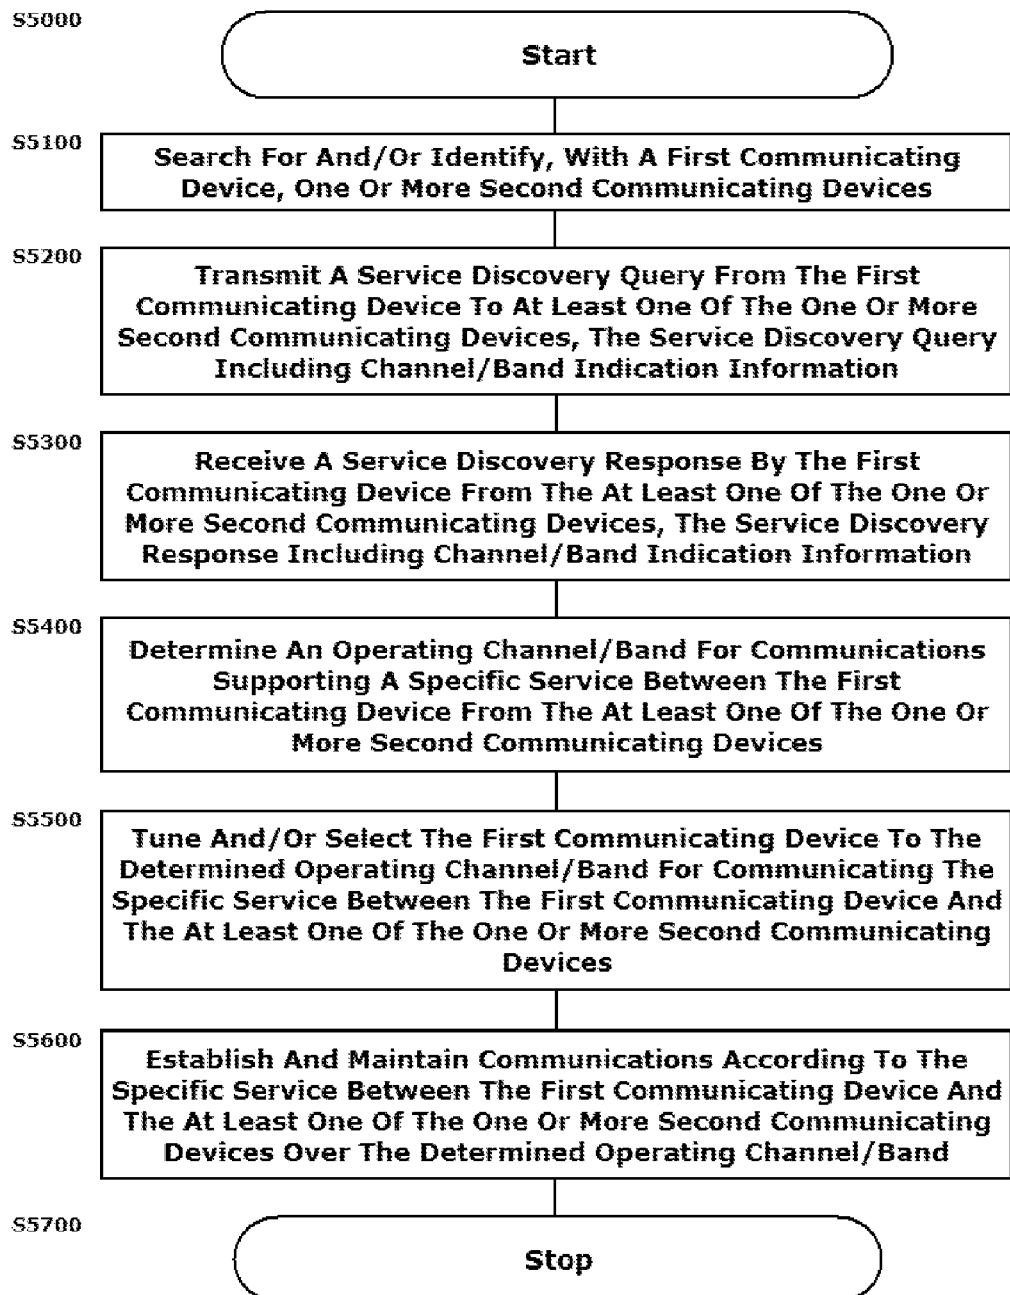 S5000
Start
S5100
Search For And/Or Identify, With A First Communicating
Device, One Or More Second Communicating Devices
S5200
Transmit A Service Discovery Query From The First
Communicating Device To At Least One Of The One Or More
Second Communicating Devices, The Service Discovery Query
Including Channel/Band Indication Information
S5300
Receive A Service Discovery Response By The First
Communicating Device From The At Least One Of The One Or
More Second Communicating Devices, The Service Discovery
Response Including Channel/Band Indication Information
S5400
Determine An Operating Channel/Band For Communications
Supporting A Specific Service Between The First
Communicating Device From The At Least One Of The One Or
More Second Communicating Devices
S5500
Tune And/Or Select The First Communicating Device To The
Determined Operating Channel/Band For Communicating The
Specific Service Between The First Communicating Device And
The At Least One Of The One Or More Second Communicating
Devices
S5600
Establish And Maintain Communications According To The
Specific Service Between The First Communicating Device And
The At Least One Of The One Or More Second Communicating
Devices Over The Determined Operating Channel/Band
S5700
Stop